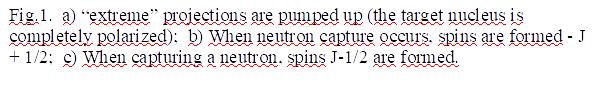 Fig.1. a) “extreme” projections are pumped up (the target nucleus is
completely polarized); b) When neutron capture occurs, spins are formed - J
+ 1/2; c) When capturing a neutron, spins J-1/2 are formed.